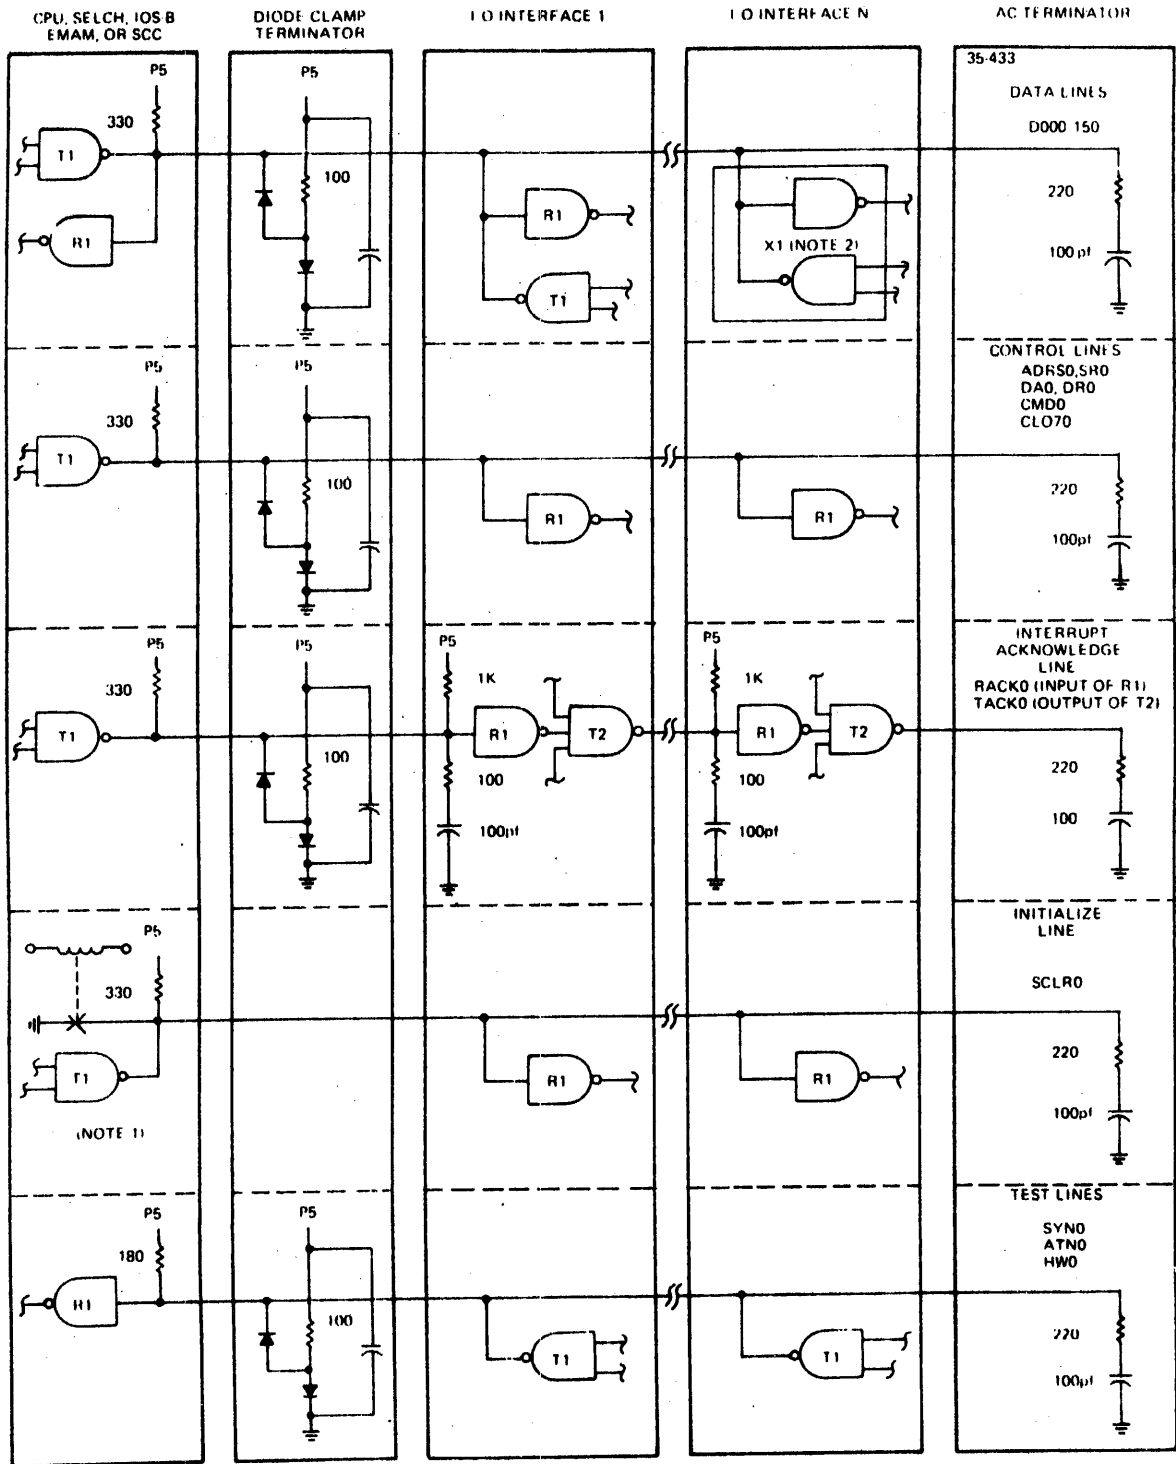 CPU, SELCH, IOS-B
EMAM, OR SCC
DIODE CLAMP
TERMINATOR
I O INTERFACE 1
I O INTERFACE N
AC TERMINATOR
35-433
DATA LINES
D000 150
P5
330
T1
R1
P5
100
R1
T1
X1 (NOTE 2)
220
100 pf
CONTROL LINES
ADRS0,SR0
DA0, DR0
CMD0
CLO70
P5
330
T1
P5
100
R1
R1
220
100pf
INTERRUPT
ACKNOWLEDGE
LINE
RACK0 (INPUT OF R1)
TACK0 (OUTPUT OF T2)
P5
330
T1
P5
100
P5
1K
R1
T2
100
100pf
P5
1K
R1
T2
100
100pf
220
100
INITIALIZE
LINE
SCLR0
P5
330
T1
(NOTE 1)
R1
R1
220
100pf
TEST LINES
SYN0
ATN0
HW0
P5
180
R1
P5
100
T1
T1
220
100pf